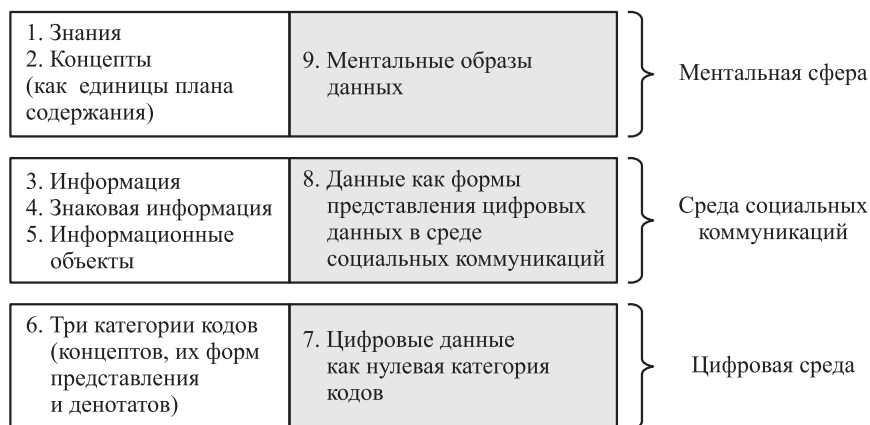 1. Знания
2. Концепты
(как единицы плана
содержания)
9. Ментальные образы
данных
Ментальная сфера
3. Информация
4. Знаковая информация
5. Информационные
объекты
8. Данные как формы
представления цифровых
данных в среде
социальных коммуникаций
Среда социальных
коммуникаций
6. Три категории кодов
(концептов, их форм
представления
и денотатов)
7. Цифровые данные
как нулевая категория
кодов
Цифровая среда